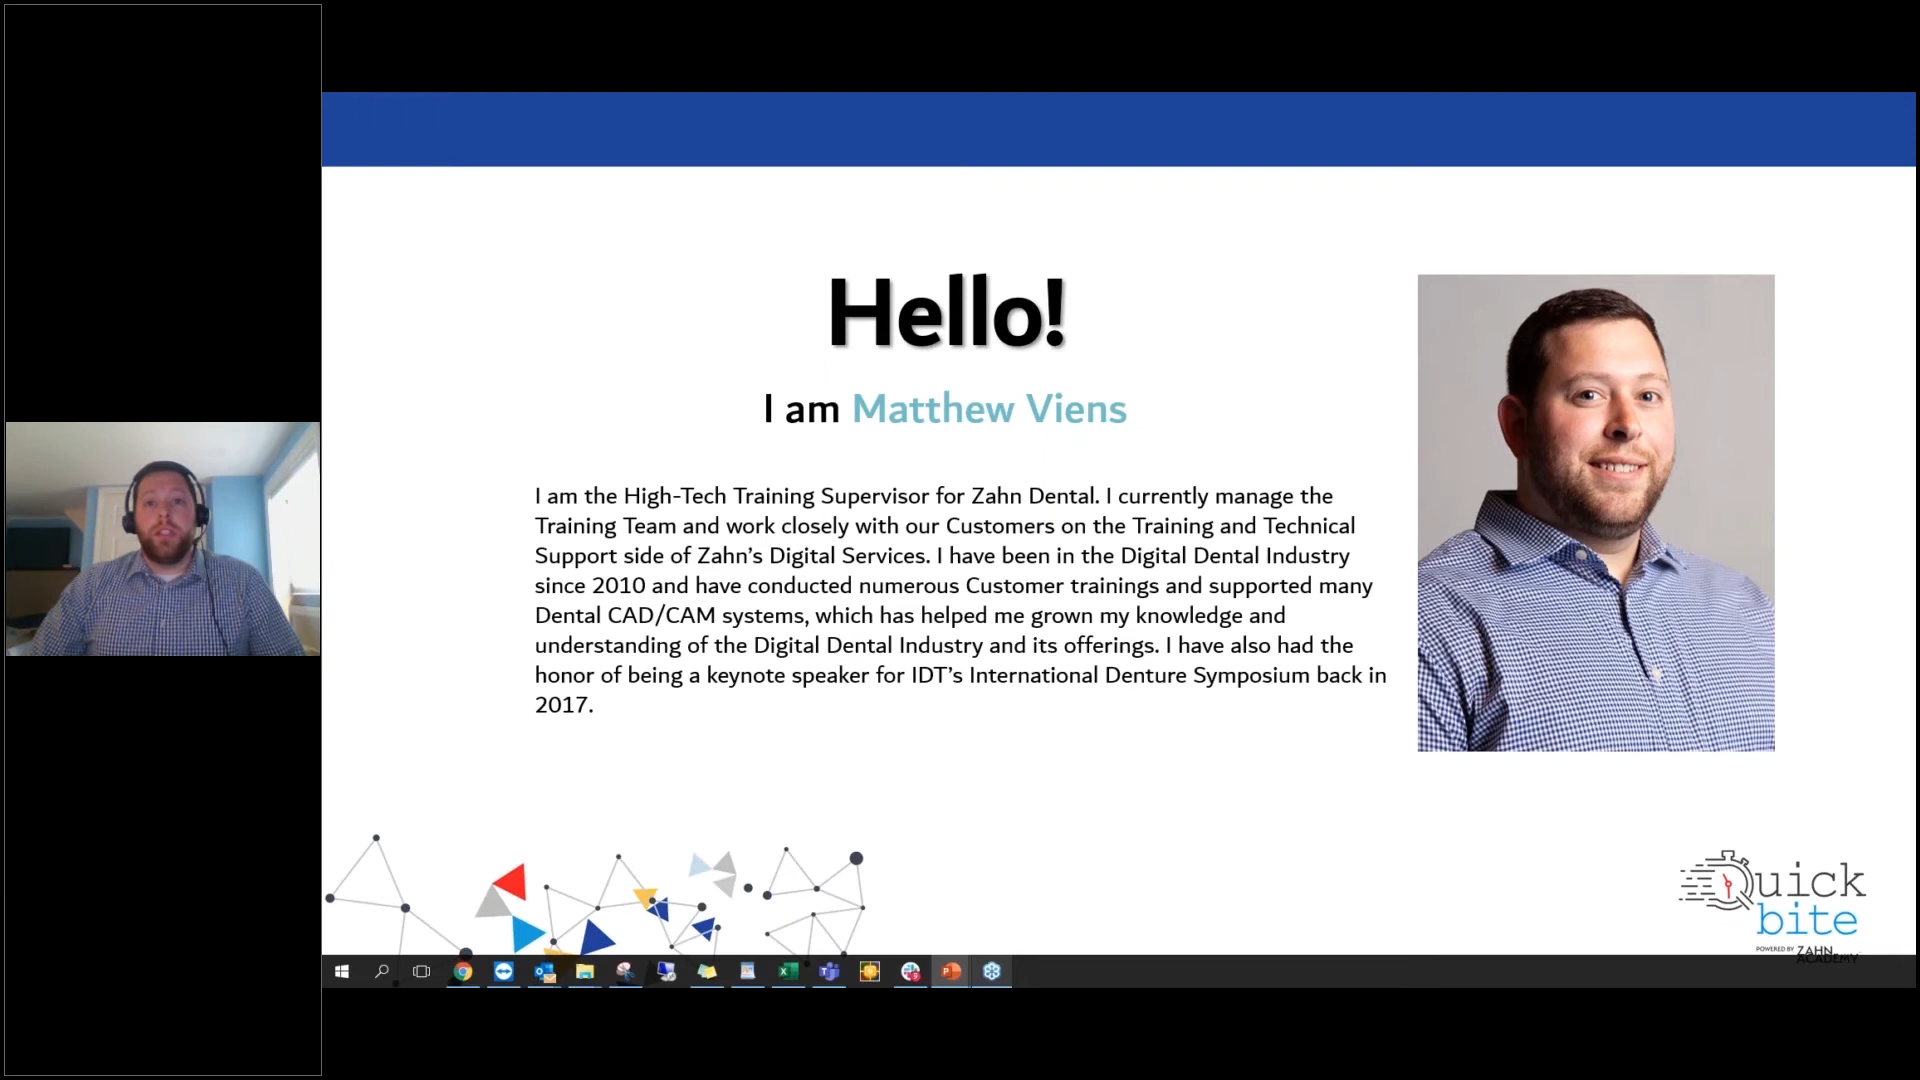 Hello!
I am Matthew Viens
I am the High-Tech Training Supervisor for Zahn Dental. I currently manage the
Training Team and work closely with our Customers on the Training and Technical
Support side of Zahn’s Digital Services. I have been in the Digital Dental Industry
since 2010 and have conducted numerous Customer trainings and supported many
Dental CAD/CAM systems, which has helped me grown my knowledge and
understanding of the Digital Dental Industry and its offerings. I have also had the
honor of being a keynote speaker for IDT’s International Denture Symposium back in
2017.
Quick
bite
POWERED BY ZAHN
ACADEMY